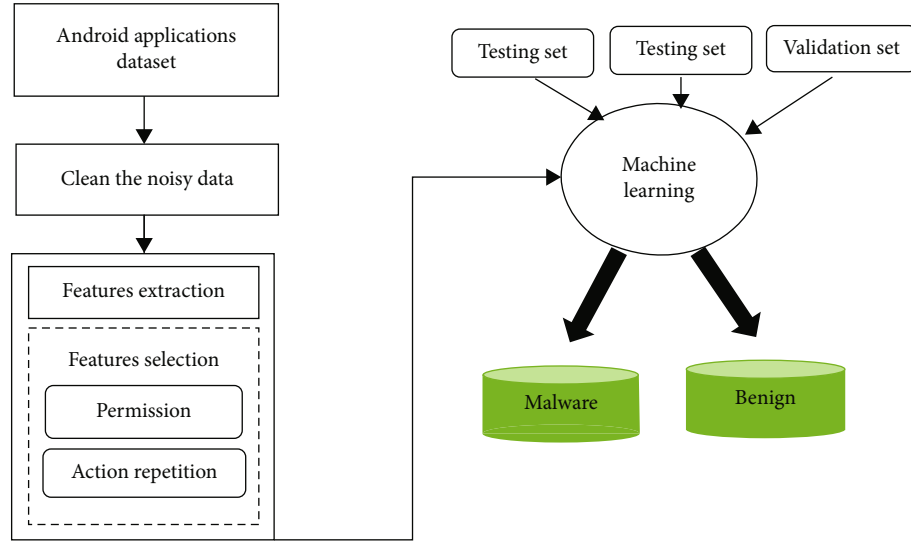 Android applications
dataset
Clean the noisy data
Features extraction
Features selection
Permission
Action repetition
Testing set
Testing set
Validation set
Machine
learning
Malware
Benign